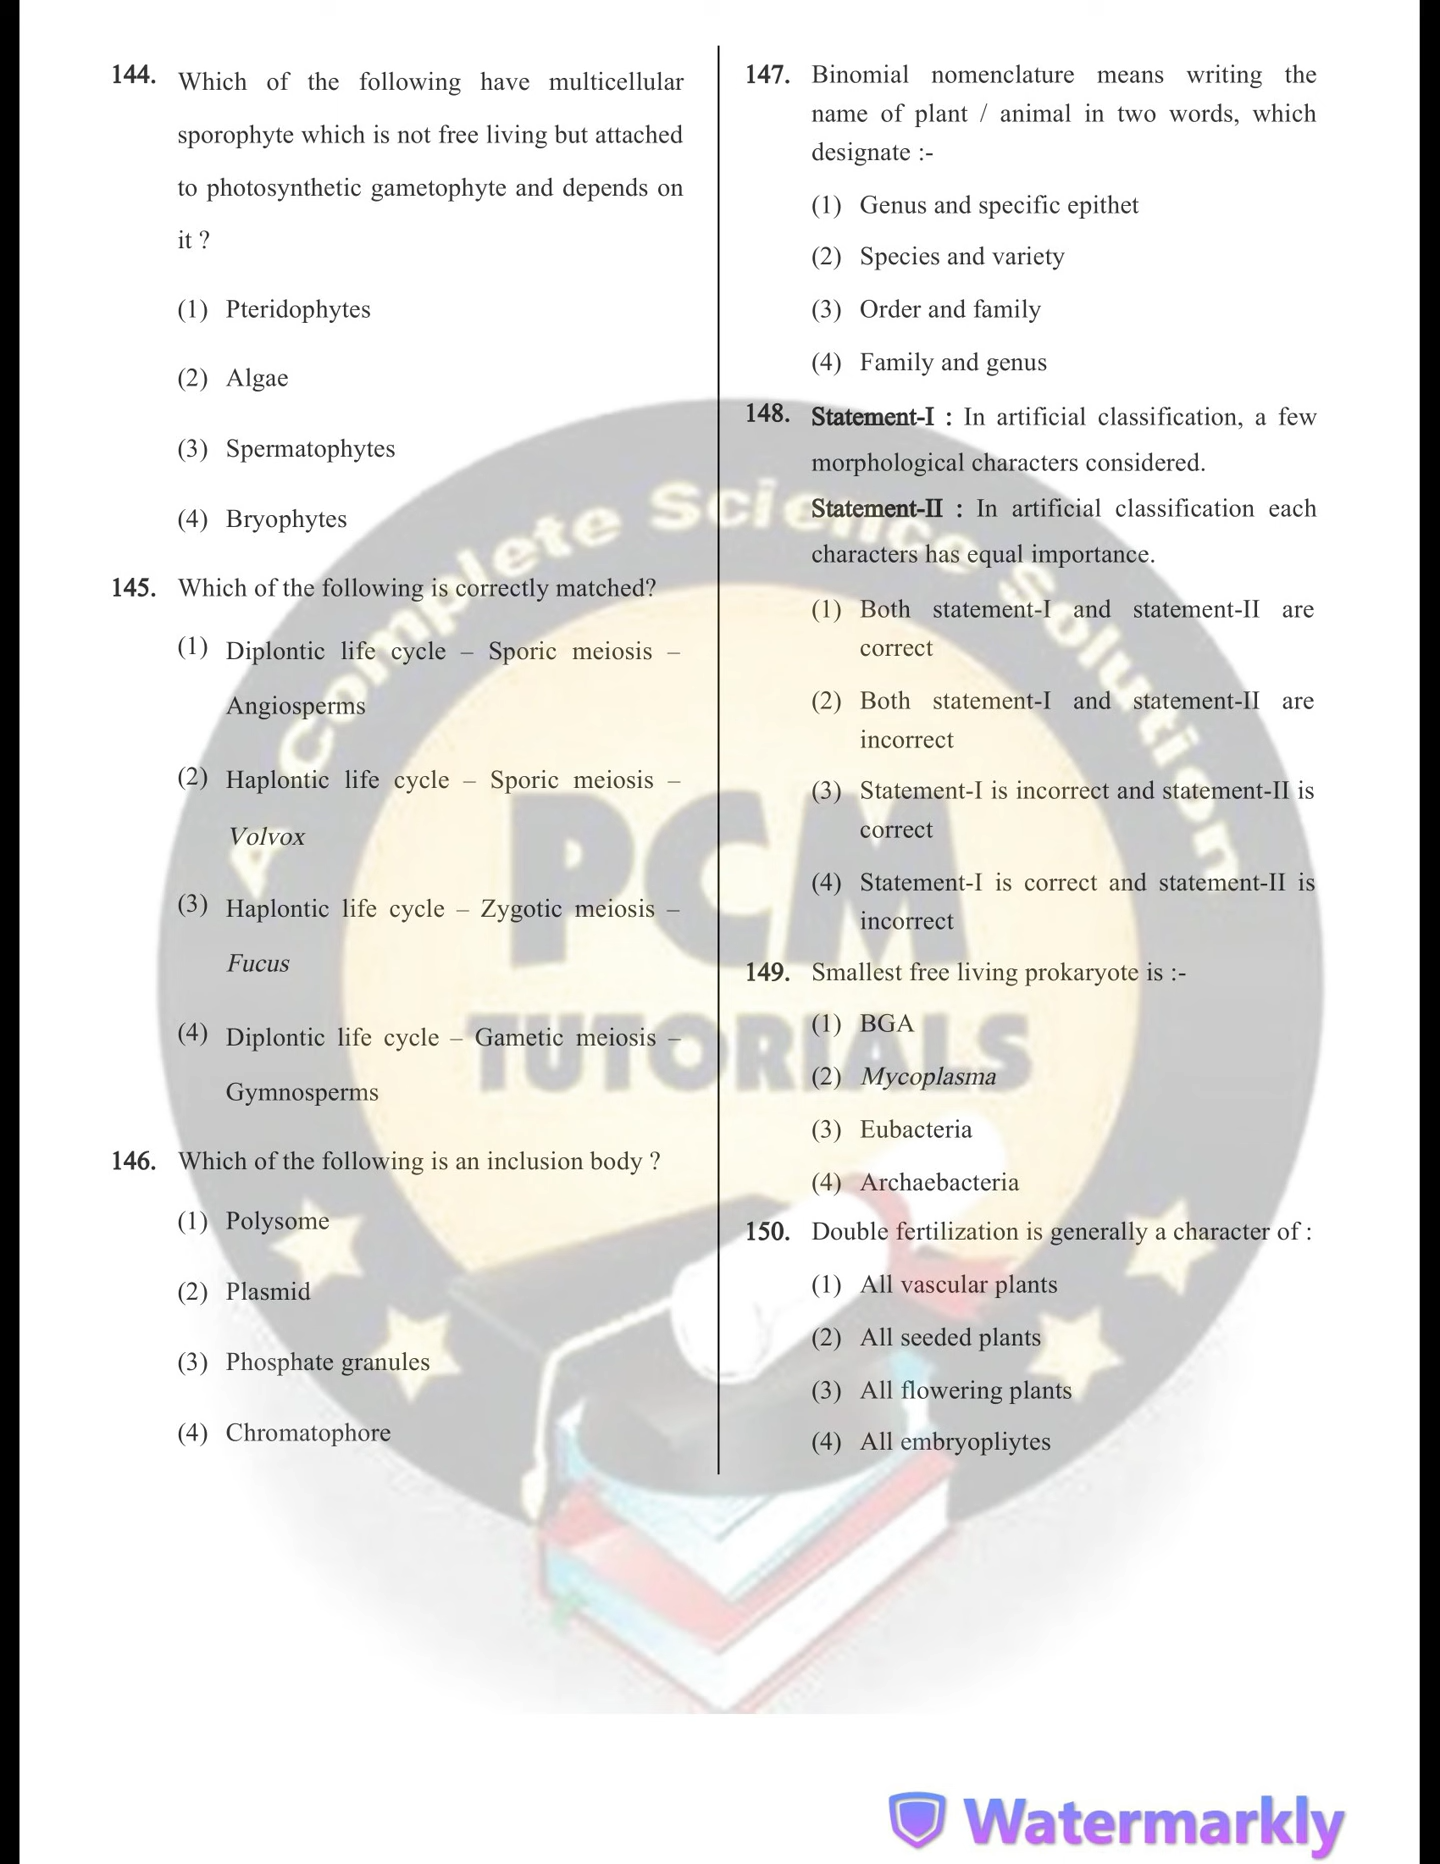 144. Which of the following have multicellular
sporophyte which is not free living but attached
to photosynthetic gametophyte and depends on
it ?
(1) Pteridophytes
(2) Algae
(3) Spermatophytes
(4) Bryophytes
145. Which of the following is correctly matched?
(1) Diplontic life cycle – Sporic meiosis –
Angiosperms
(2) Haplontic life cycle – Sporic meiosis –
Volvox
(3) Haplontic life cycle – Zygotic meiosis –
Fucus
(4) Diplontic life cycle – Gametic meiosis –
Gymnosperms
146. Which of the following is an inclusion body ?
(1) Polysome
(2) Plasmid
(3) Phosphate granules
(4) Chromatophore
147. Binomial nomenclature means writing the
name of plant / animal in two words, which
designate :-
(1) Genus and specific epithet
(2) Species and variety
(3) Order and family
(4) Family and genus
148. Statement-I : In artificial classification, a few
morphological characters considered.
Statement-II : In artificial classification each
characters has equal importance.
(1) Both statement-I and statement-II are
correct
(2) Both statement-I and statement-II are
incorrect
(3) Statement-I is incorrect and statement-II is
correct
(4) Statement-I is correct and statement-II is
incorrect
149. Smallest free living prokaryote is :-
(1) BGA
(2) Mycoplasma
(3) Eubacteria
(4) Archaebacteria
150. Double fertilization is generally a character of :
(1) All vascular plants
(2) All seeded plants
(3) All flowering plants
(4) All embryopliytes
A Complete Science Solution
PCM
TUTORIALS
Watermarkly